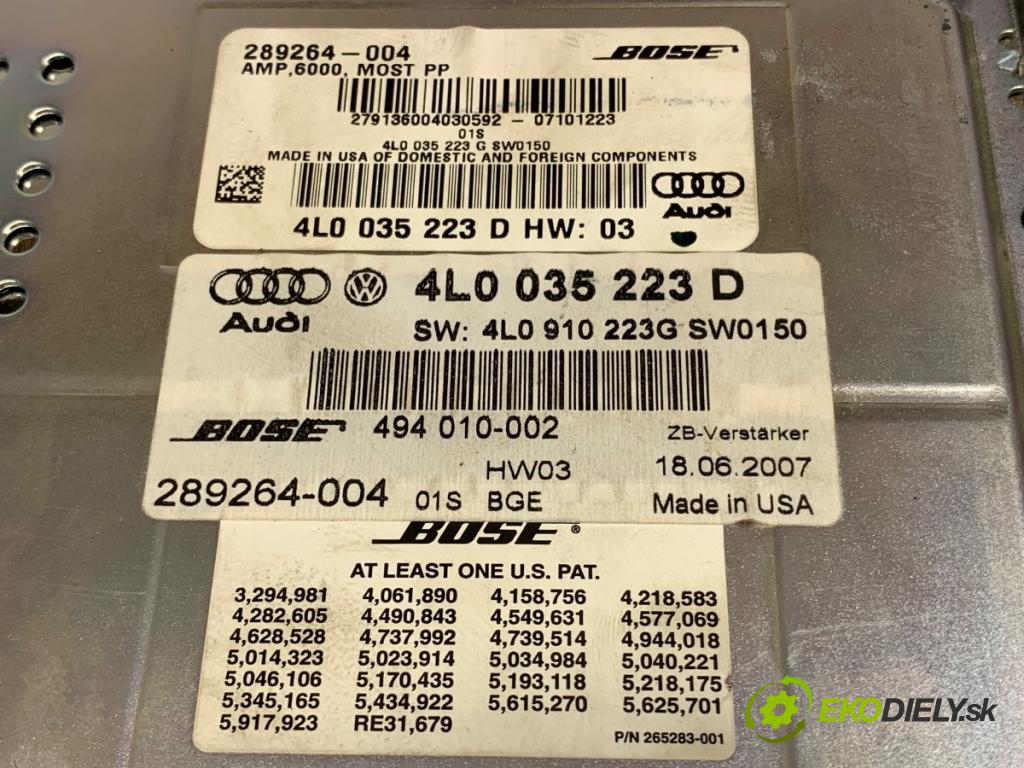 289264-004 BOSE
AMP,6000, MOST PP
279136004030592 - 07101223
01S
4L0 035 223 G SW0150
MADE IN USA OF DOMESTIC AND FOREIGN COMPONENTS
Audi
4L0 035 223 D HW: 03
4L0 035 223 D
Audi
SW: 4L0 910 223G SW0150
BOSE 494 010-002 ZB-Verstärker
HW03 18.06.2007
289264-004 01S BGE Made in USA
BOSE ®
AT LEAST ONE U.S. PAT.
3,294,981 4,061,890 4,158,756 4,218,583
4,282,605 4,490,843 4,549,631 4,577,069
4,628,528 4,737,992 4,739,514 4,944,018
5,014,323 5,023,914 5,034,984 5,040,221
5,046,106 5,170,435 5,193,118 5,218,175
5,345,165 5,434,922 5,615,270 5,625,701
5,917,923 RE31,679
P/N 265283-001
EKODIELY.sk